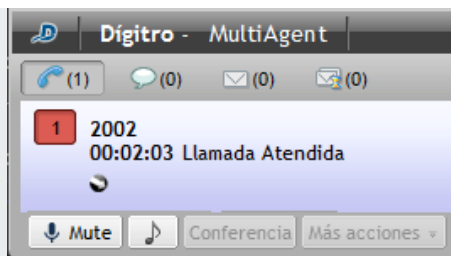 Dígitro - MultiAgent
(1) (0) (0) (0)
1 2002
00:02:03 Llamada Atendida
Mute Conferencia Más acciones